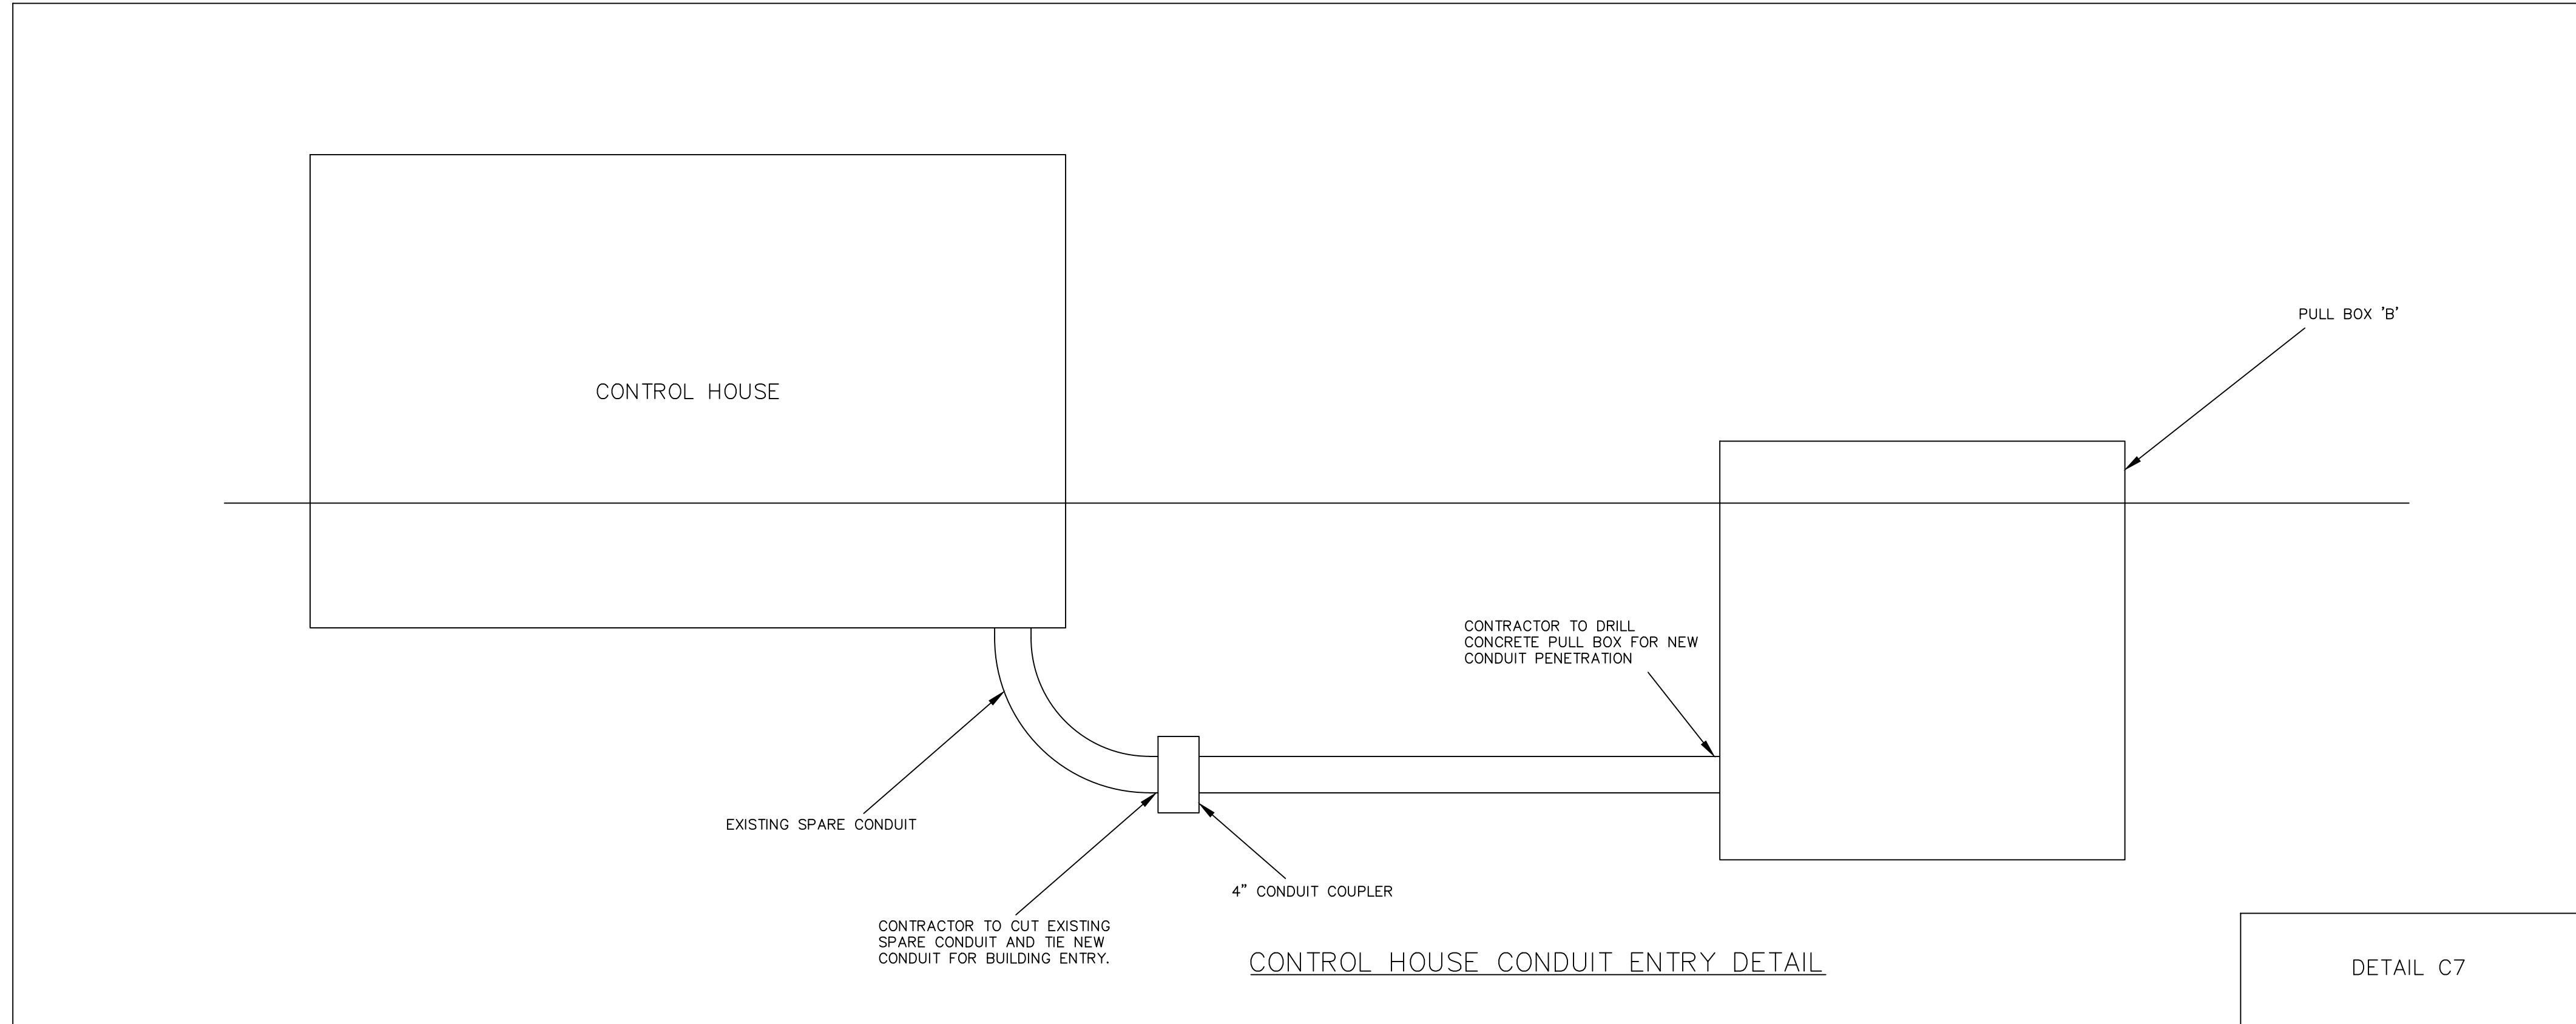 PULL BOX 'B'
CONTROL HOUSE
CONTRACTOR TO DRILL
CONCRETE PULL BOX FOR NEW
CONDUIT PENETRATION
EXISTING SPARE CONDUIT
4" CONDUIT COUPLER
CONTRACTOR TO CUT EXISTING
SPARE CONDUIT AND TIE NEW
CONDUIT FOR BUILDING ENTRY.
CONTROL HOUSE CONDUIT ENTRY DETAIL
DETAIL C7